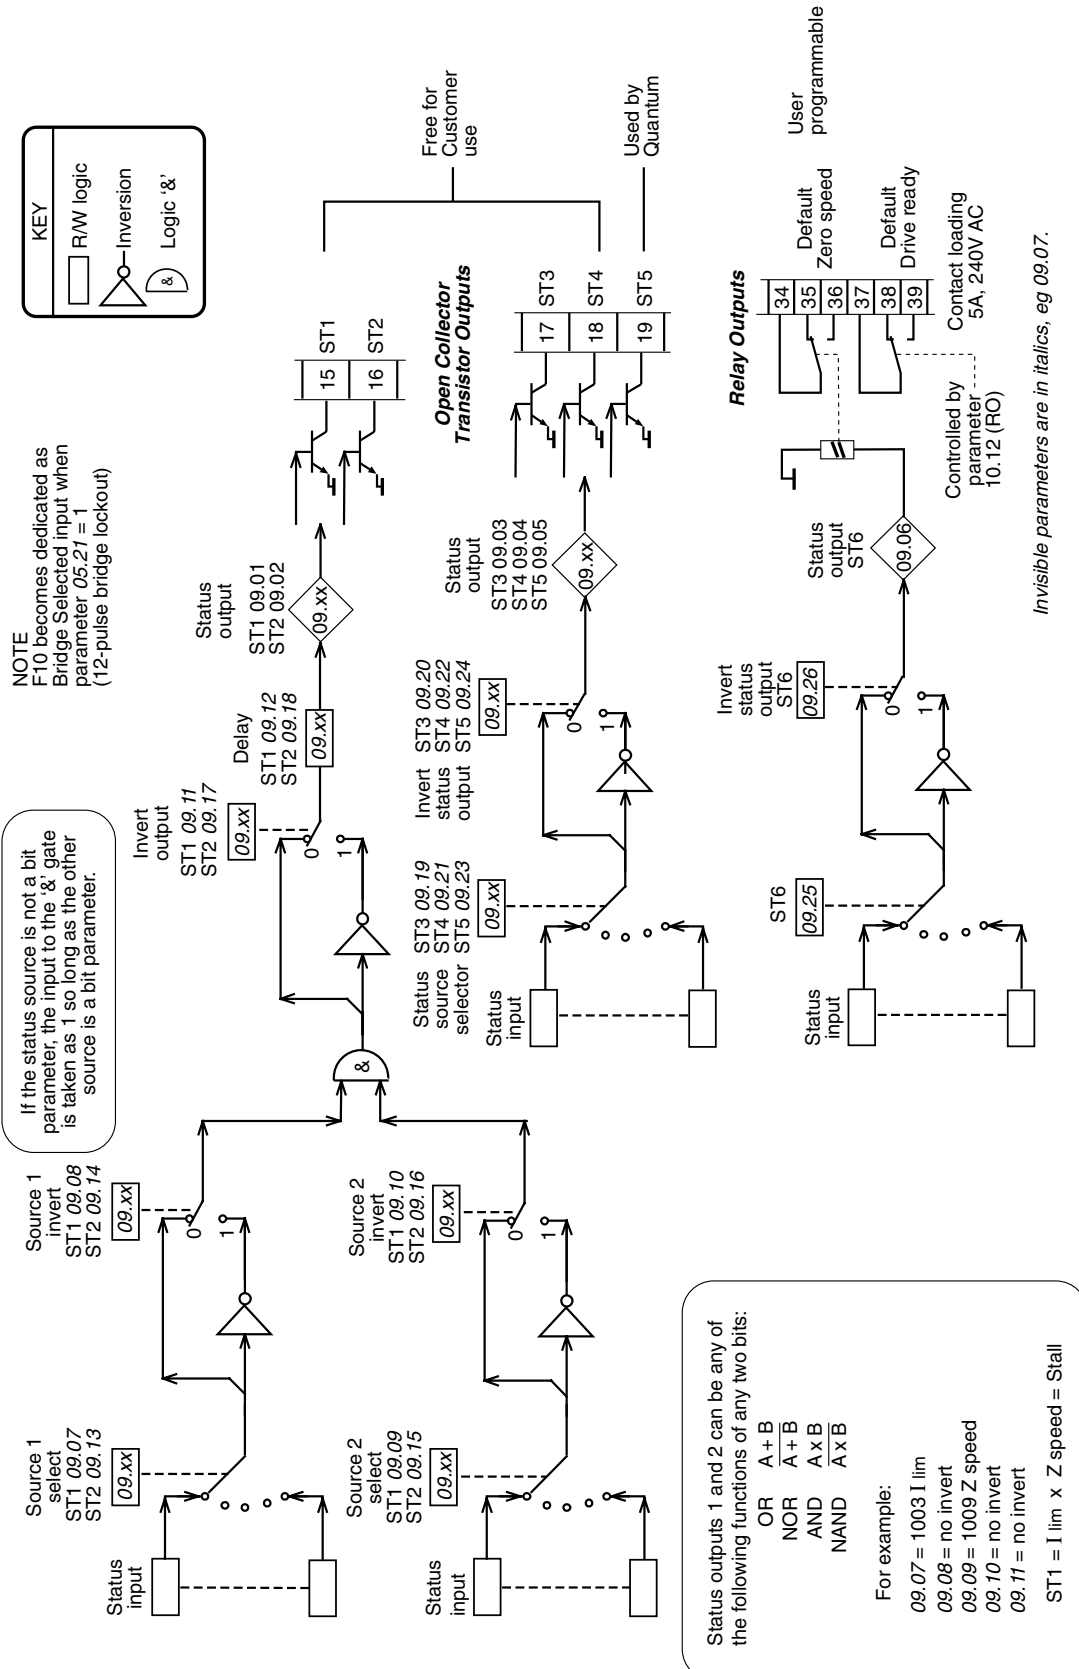 NOTE
F10 becomes dedicated as
Bridge Selected input when
parameter 05.21 = 1
(12-pulse bridge lockout)
KEY
R/W logic
Inversion
& Logic '&'
If the status source is not a bit
parameter, the input to the '&' gate
is taken as 1 so long as the other
source is a bit parameter.
Status
input
Source 1
select
ST1 09.07
ST2 09.13
09.xx
Source 1
invert
ST1 09.08
ST2 09.14
09.xx
0
1
Status
input
Source 2
select
ST1 09.09
ST2 09.15
09.xx
Source 2
invert
ST1 09.10
ST2 09.16
09.xx
0
1
&
Invert
output
ST1 09.11
ST2 09.17
09.xx
0
1
Delay
ST1 09.12
ST2 09.18
09.xx
Status
output
ST1 09.01
ST2 09.02
09.xx
15 ST1
16 ST2
Open Collector
Transistor Outputs
Free for
Customer
use
Status
input
Status
source
selector
ST3 09.19
ST4 09.21
ST5 09.23
09.xx
Invert
status
output
ST3 09.20
ST4 09.22
ST5 09.24
09.xx
0
1
Status
output
ST3 09.03
ST4 09.04
ST5 09.05
09.xx
17 ST3
18 ST4
19 ST5
Used by
Quantum
Relay Outputs
Status
input
ST6
09.25
Invert
status
output
ST6
09.26
0
1
Status
output
ST6
09.06
34
35
36
37
38
39
Default
Zero speed
Default
Drive ready
User
programmable
Controlled by
parameter
10.12 (RO)
Contact loading
5A, 240V AC
Invisible parameters are in italics, eg 09.07.
Status outputs 1 and 2 can be any of
the following functions of any two bits:
OR A + B
NOR A + B
AND A x B
NAND A x B
For example:
09.07 = 1003 I lim
09.08 = no invert
09.09 = 1009 Z speed
09.10 = no invert
09.11 = no invert
ST1 = I lim x Z speed = Stall